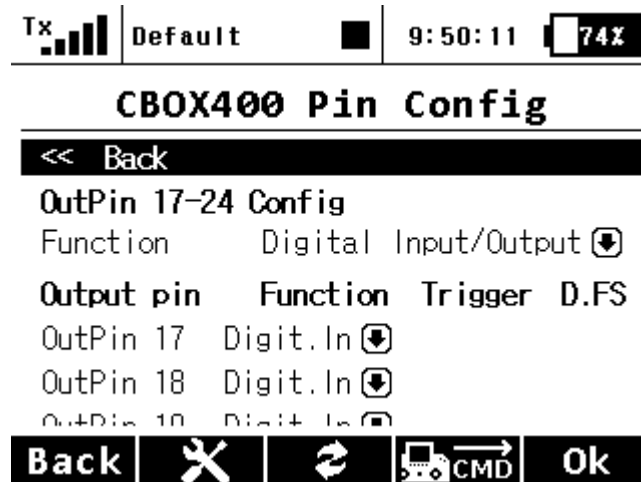 Tx Default 9:50:11 74%
CBOX400 Pin Config
<< Back
OutPin 17-24 Config
Function Digital Input/Output
Output pin Function Trigger D.FS
OutPin 17 Digit.In
OutPin 18 Digit.In
Back CMD Ok